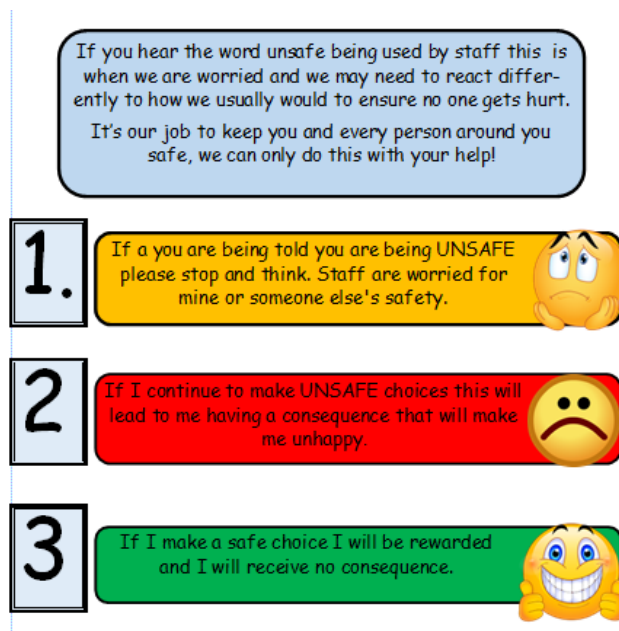 If you hear the word unsafe being used by staff this is
when we are worried and we may need to react differ-
ently to how we usually would to ensure no one gets hurt.
It's our job to keep you and every person around you
safe, we can only do this with your help!
1.
If a you are being told you are being UNSAFE
please stop and think. Staff are worried for
mine or someone else's safety.
2
If I continue to make UNSAFE choices this will
lead to me having a consequence that will make
me unhappy.
3
If I make a safe choice I will be rewarded
and I will receive no consequence.